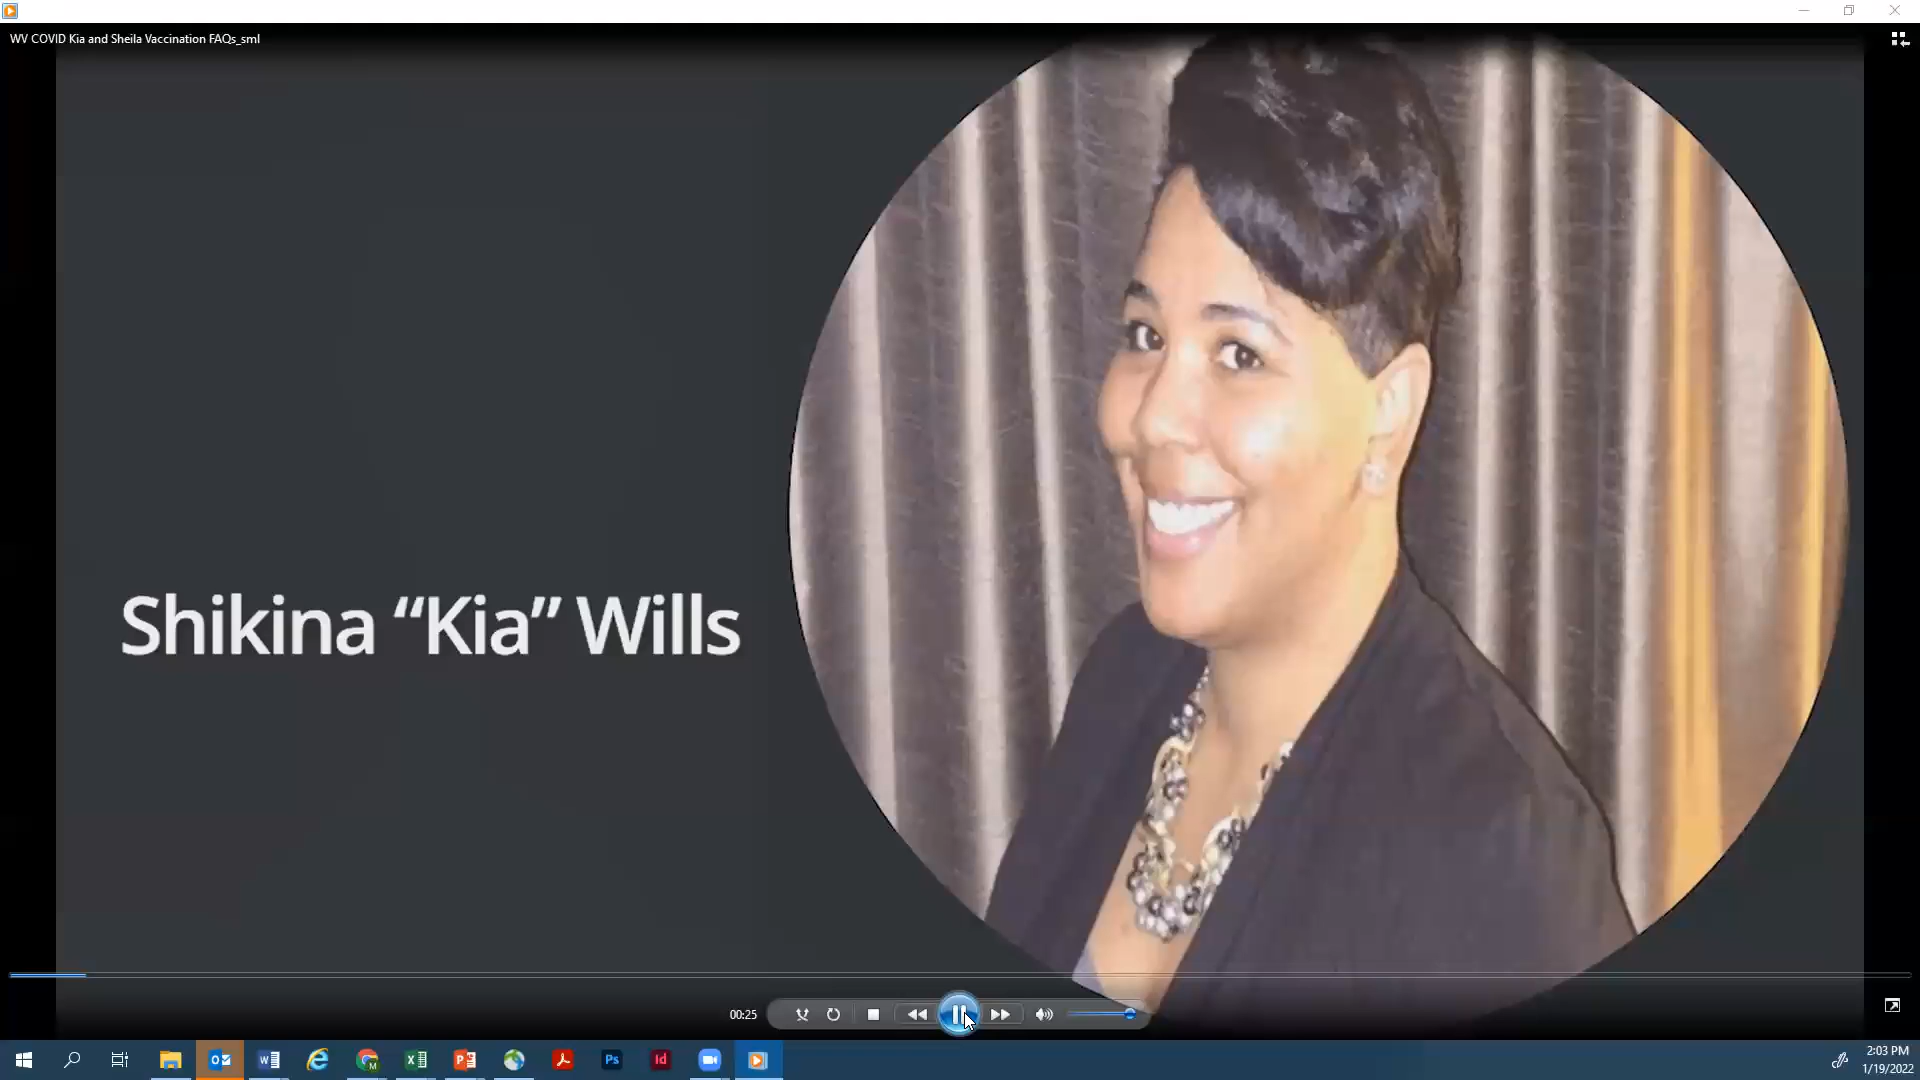 WV COVID Kia and Sheila Vaccination FAQs_sml
Shikina “Kia” Wills
00:25
2:03 PM
1/19/2022